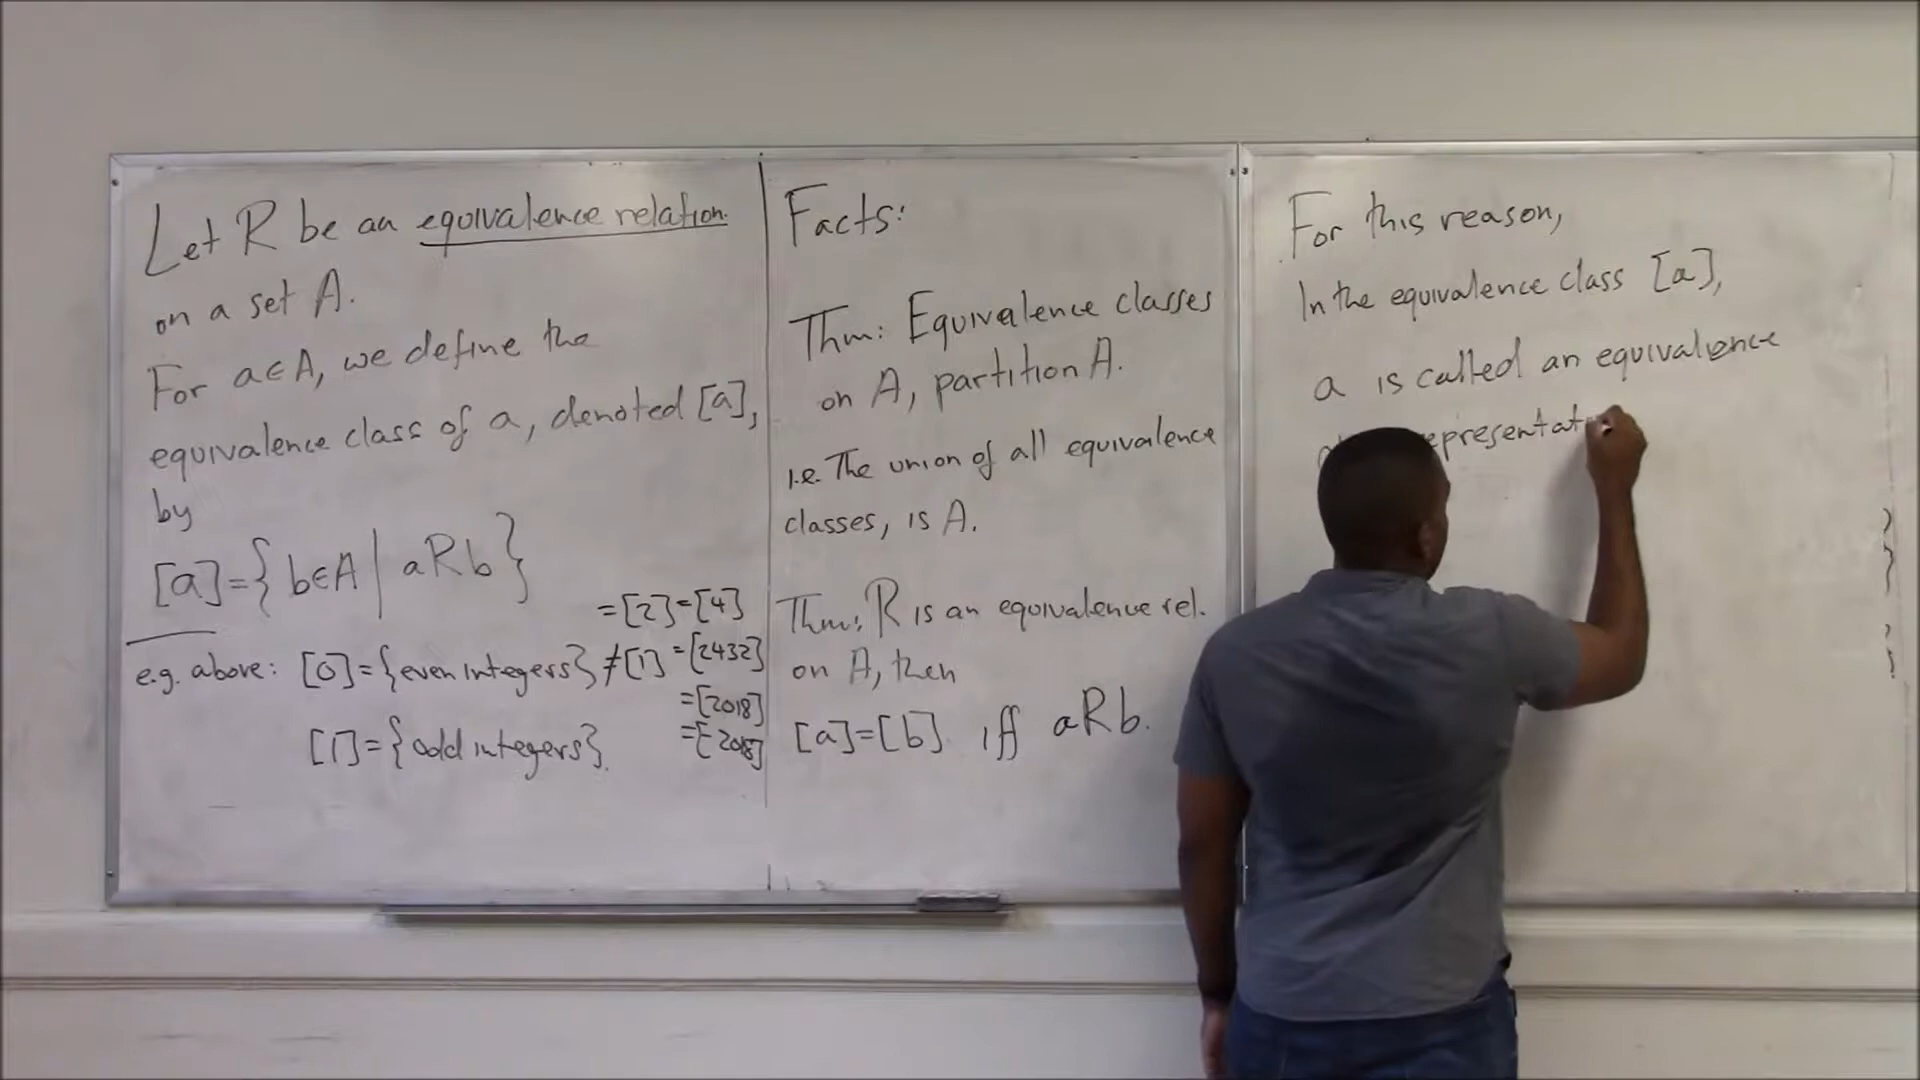 Let R be an equivalence relation.
on a set A.
For a∈A, we define the
equivalence class of a, denoted [a],
by
[a]={b∈A | aRb}
=[2]=[4]
e.g. above: [0]={even integers}≠[1] =[2432]
=[2018]
=[-2018]
[1]={odd integers}.
Facts:
Thm: Equivalence classes
on A, partition A.
i.e. The union of all equivalence
classes, is A.
Thm: R is an equivalence rel.
on A, then
[a]=[b] iff aRb.
For this reason,
In the equivalence class [a],
a is called an equivalence